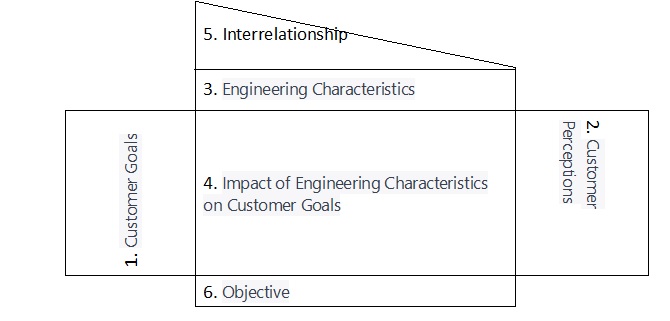 5. Interrelationship
3. Engineering Characteristics
1. Customer Goals
4. Impact of Engineering Characteristics
on Customer Goals
2. Customer
Perceptions
6. Objective